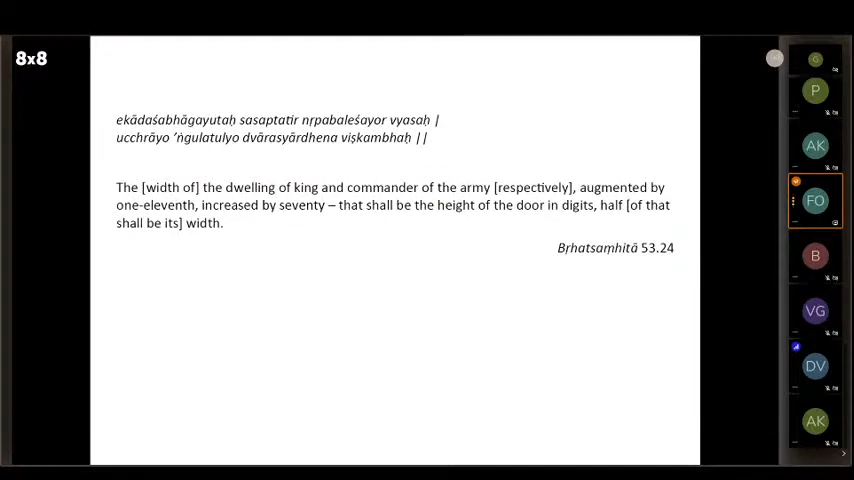 8x8
ekādaśabhāgayutaḥ sasaptatir nṛpabaleśayor vyasaḥ |
ucchrāyo 'ṅgulatulyo dvārasyārdhena viṣkambhaḥ ||
The [width of] the dwelling of king and commander of the army [respectively], augmented by
one-eleventh, increased by seventy – that shall be the height of the door in digits, half [of that
shall be its] width.
Bṛhatsaṃhitā 53.24
G
P
AK
FO
B
VG
DV
AK